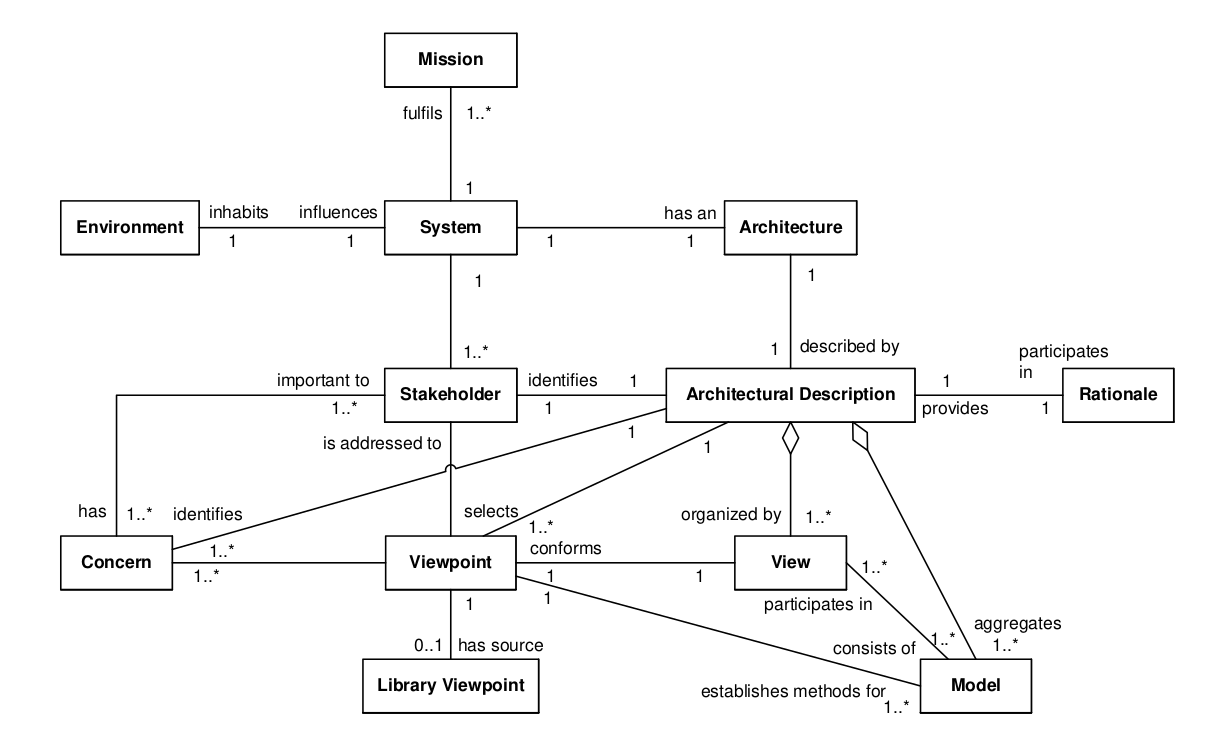 Mission
fulfils 1..*
1
inhabits influences has an
Environment System Architecture
1 1 1 1
1 1
1..* 1 described by
participates
in
important to identifies 1 1
Stakeholder Architectural Description Rationale
1..* 1 provides 1
is addressed to 1 1
has 1..* identifies selects 1..* organized by 1..*
1..* conforms
Concern Viewpoint View
1..* 1 1 1..*
1 1 participates in
0..1 has source consists of 1..* aggregates
1..*
Library Viewpoint Model
establishes methods for
1..*